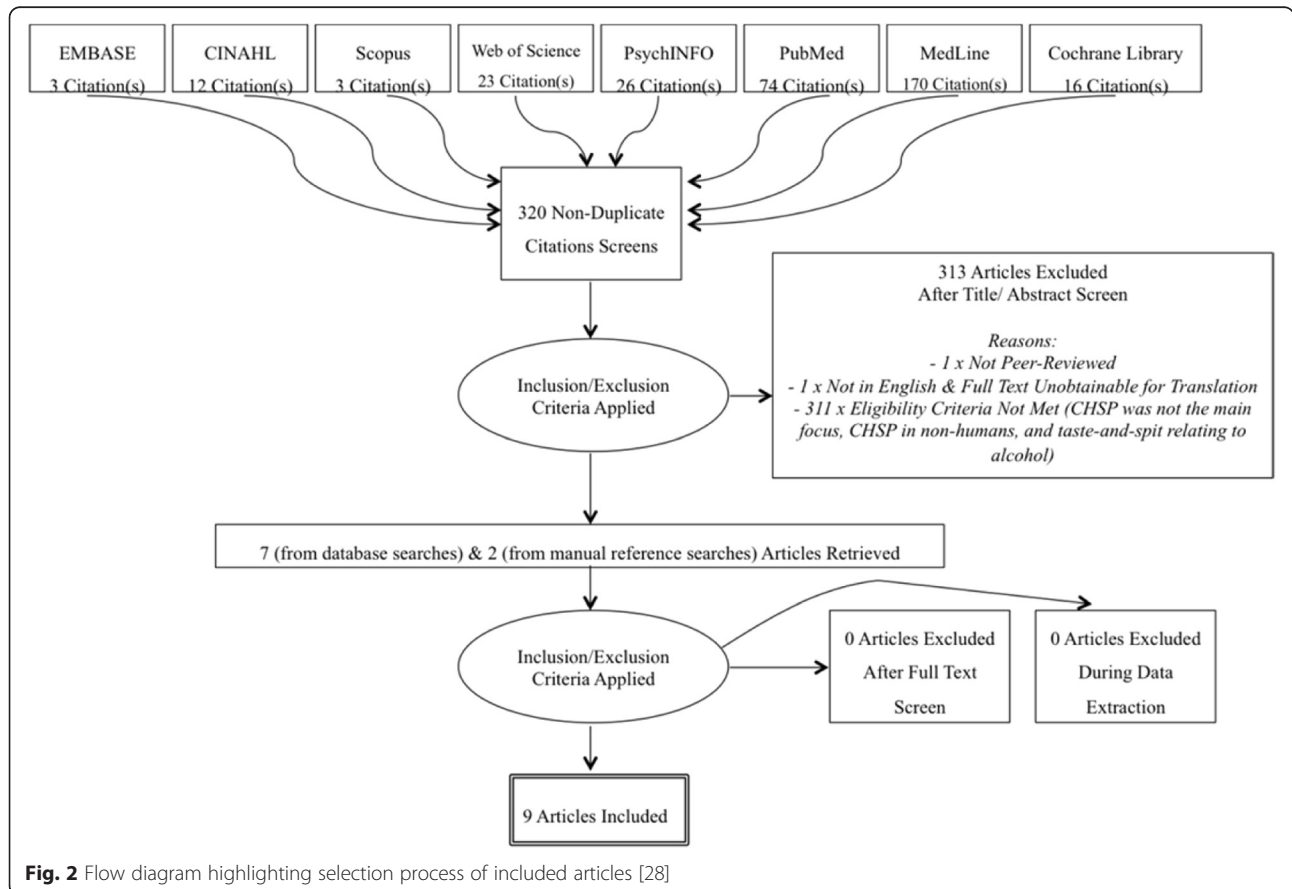 EMBASE
3 Citation(s)
CINAHL
12 Citation(s)
Scopus
3 Citation(s)
Web of Science
23 Citation(s)
PsychINFO
26 Citation(s)
PubMed
74 Citation(s)
MedLine
170 Citation(s)
Cochrane Library
16 Citation(s)
320 Non-Duplicate
Citations Screens
313 Articles Excluded
After Title/ Abstract Screen
Reasons:
- 1 x Not Peer-Reviewed
- 1 x Not in English & Full Text Unobtainable for Translation
- 311 x Eligibility Criteria Not Met (CHSP was not the main
focus, CHSP in non-humans, and taste-and-spit relating to
alcohol)
Inclusion/Exclusion
Criteria Applied
7 (from database searches) & 2 (from manual reference searches) Articles Retrieved
Inclusion/Exclusion
Criteria Applied
0 Articles Excluded
After Full Text
Screen
0 Articles Excluded
During Data
Extraction
9 Articles Included
Fig. 2 Flow diagram highlighting selection process of included articles [28]